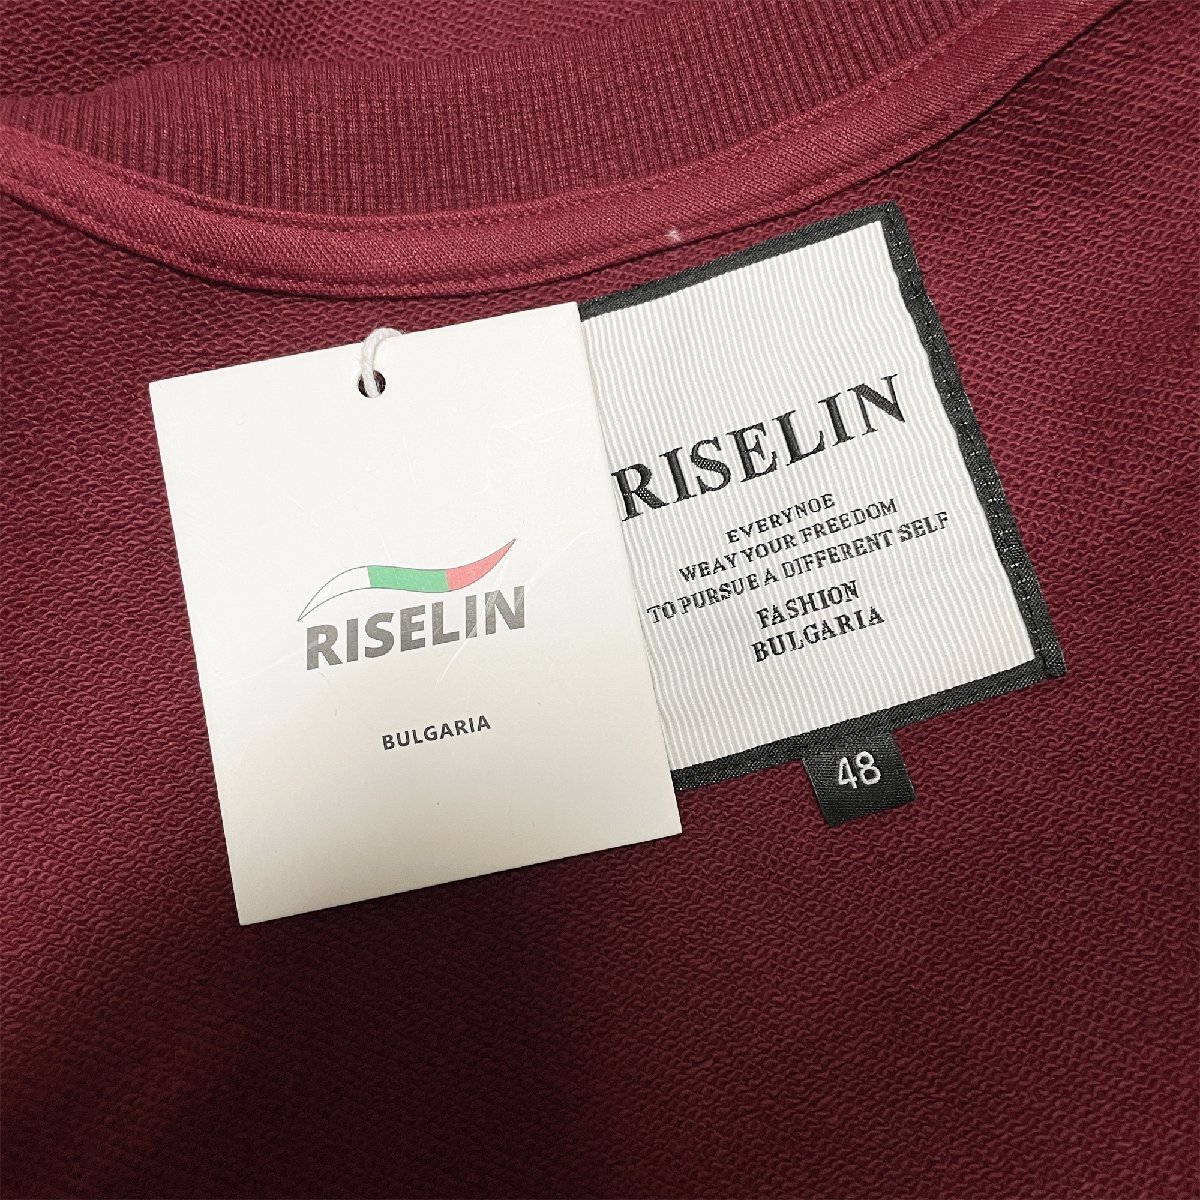 RISELIN
BULGARIA
RISELIN
EVERYNOE
WEAY YOUR FREEDOM
TO PURSUE A DIFFERENT SELF
FASHION
BULGARIA
48